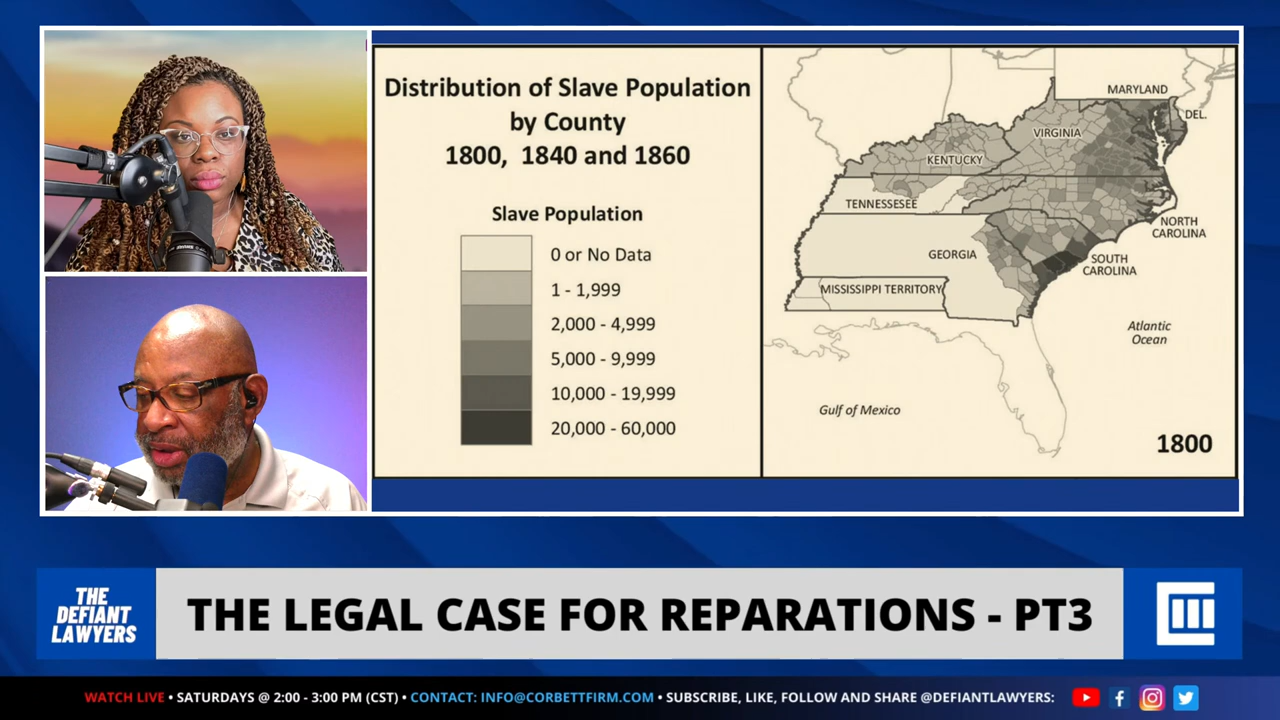 Distribution of Slave Population
by County
1800, 1840 and 1860
Slave Population
0 or No Data
1 - 1,999
2,000 - 4,999
5,000 - 9,999
10,000 - 19,999
20,000 - 60,000
MARYLAND
DEL.
VIRGINIA
KENTUCKY
TENNESEE
NORTH
CAROLINA
GEORGIA
SOUTH
CAROLINA
MISSISSIPPI TERRITORY
Atlantic
Ocean
Gulf of Mexico
1800
THE
DEFIANT
LAWYERS
THE LEGAL CASE FOR REPARATIONS - PT3
WATCH LIVE • SATURDAYS @ 2:00 - 3:00 PM (CST) • CONTACT: INFO@CORBETTFIRM.COM • SUBSCRIBE, LIKE, FOLLOW AND SHARE @DEFIANTLAWYERS: